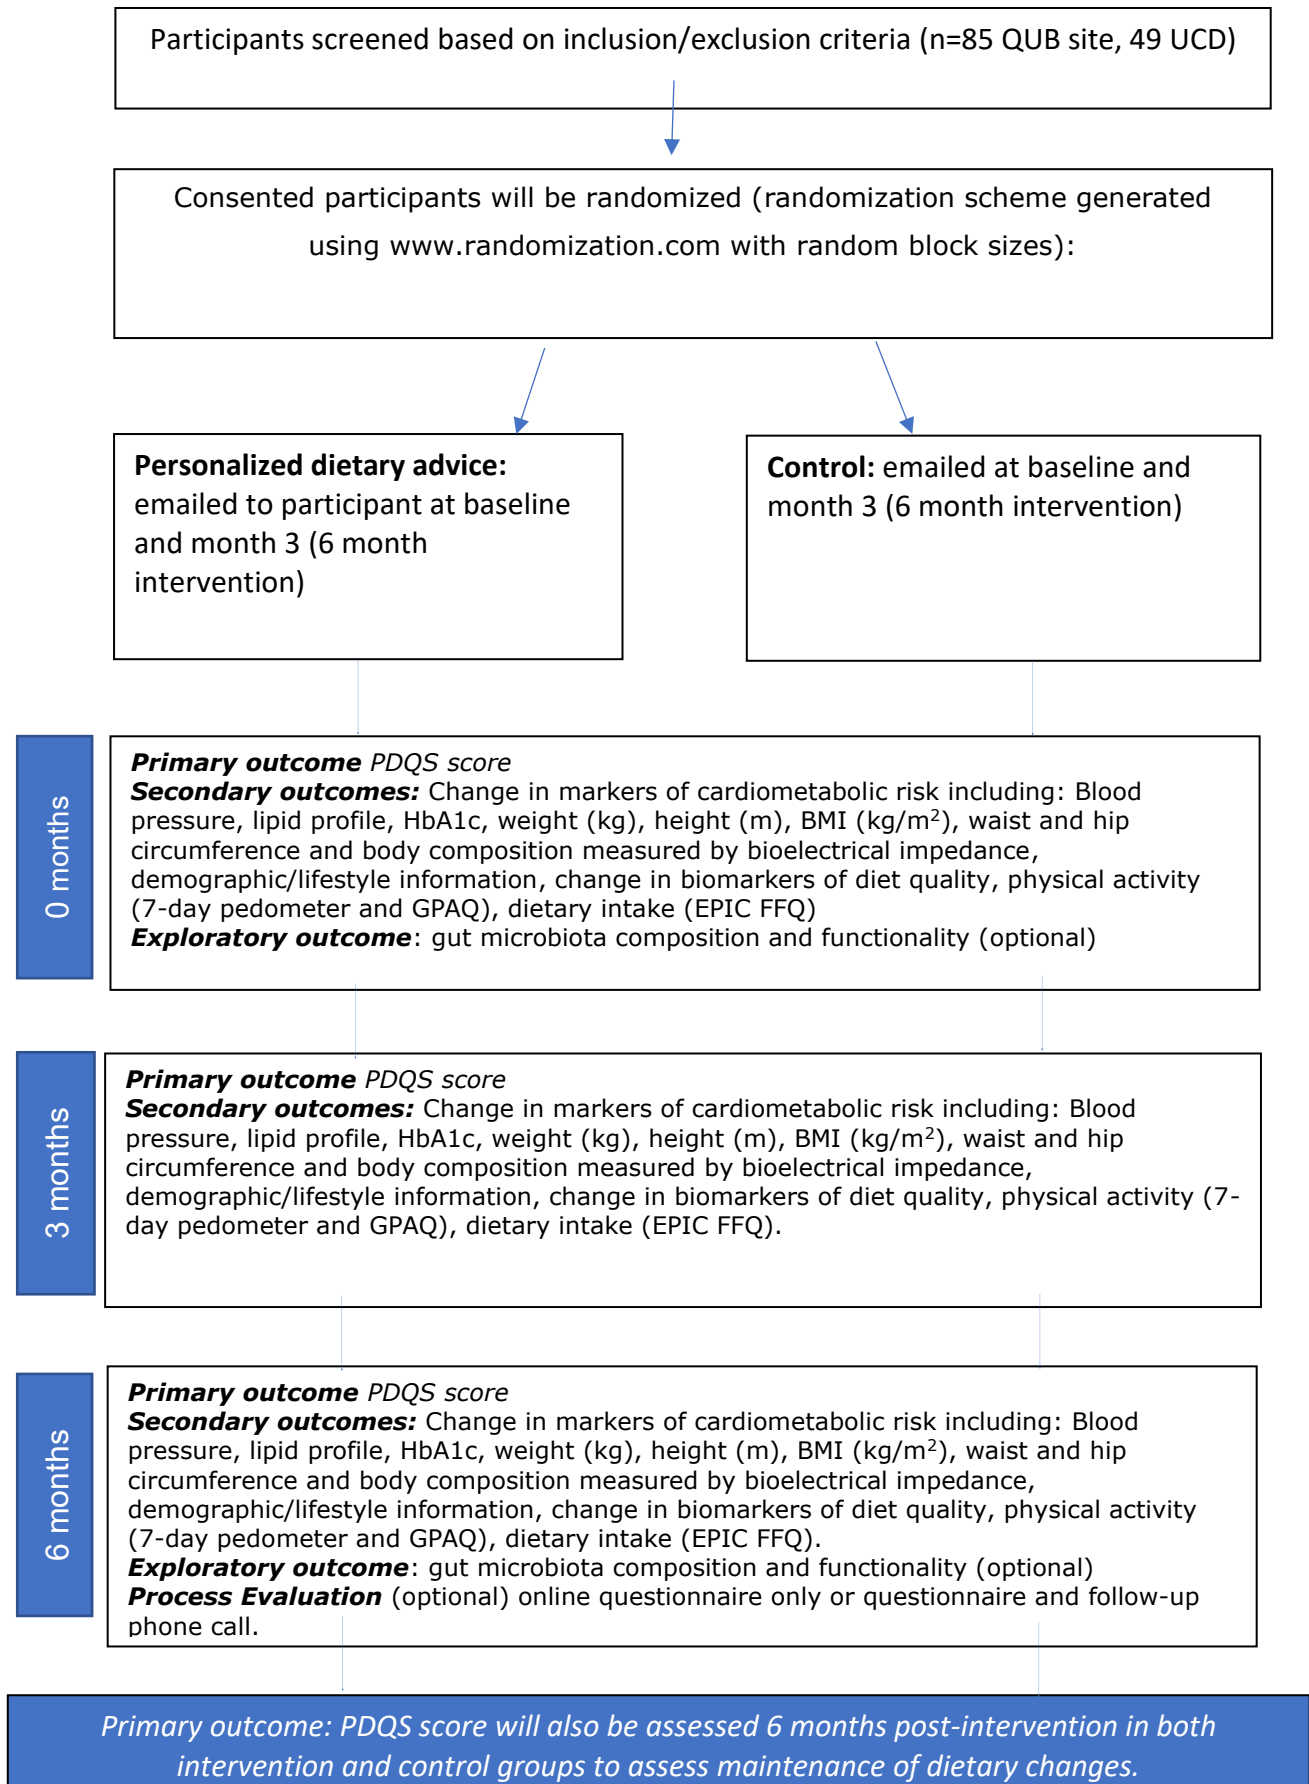 Participants screened based on inclusion/exclusion criteria (n=85 QUB site, 49 UCD)
Consented participants will be randomized (randomization scheme generated
using www.randomization.com with random block sizes):
Personalized dietary advice:
emailed to participant at baseline
and month 3 (6 month
intervention)
Control: emailed at baseline and
month 3 (6 month intervention)
0 months
Primary outcome PDQS score
Secondary outcomes: Change in markers of cardiometabolic risk including: Blood
pressure, lipid profile, HbA1c, weight (kg), height (m), BMI (kg/m²), waist and hip
circumference and body composition measured by bioelectrical impedance,
demographic/lifestyle information, change in biomarkers of diet quality, physical activity
(7-day pedometer and GPAQ), dietary intake (EPIC FFQ)
Exploratory outcome: gut microbiota composition and functionality (optional)
3 months
Primary outcome PDQS score
Secondary outcomes: Change in markers of cardiometabolic risk including: Blood
pressure, lipid profile, HbA1c, weight (kg), height (m), BMI (kg/m²), waist and hip
circumference and body composition measured by bioelectrical impedance,
demographic/lifestyle information, change in biomarkers of diet quality, physical activity (7-
day pedometer and GPAQ), dietary intake (EPIC FFQ).
6 months
Primary outcome PDQS score
Secondary outcomes: Change in markers of cardiometabolic risk including: Blood
pressure, lipid profile, HbA1c, weight (kg), height (m), BMI (kg/m²), waist and hip
circumference and body composition measured by bioelectrical impedance,
demographic/lifestyle information, change in biomarkers of diet quality, physical activity
(7-day pedometer and GPAQ), dietary intake (EPIC FFQ).
Exploratory outcome: gut microbiota composition and functionality (optional)
Process Evaluation (optional) online questionnaire only or questionnaire and follow-up
phone call.
Primary outcome: PDQS score will also be assessed 6 months post-intervention in both
intervention and control groups to assess maintenance of dietary changes.